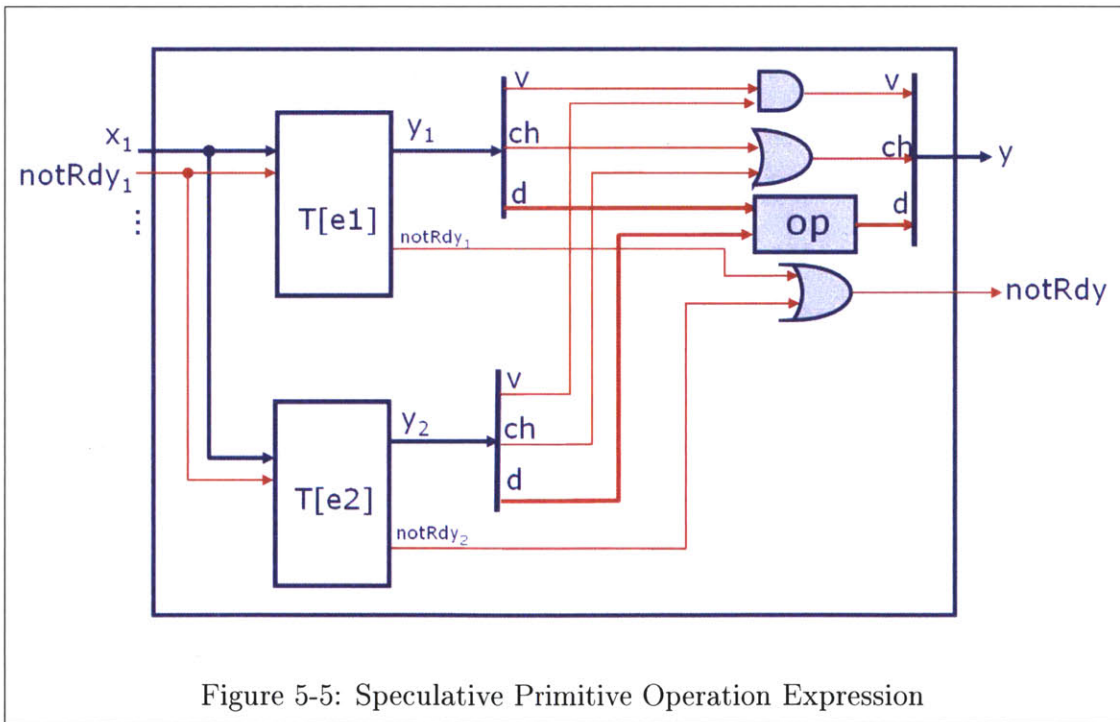 x₁
notRdy₁
⋮
T[e1]
y₁
notRdy₁
v
ch
d
T[e2]
y₂
notRdy₂
v
ch
d
op
v
ch
d
y
notRdy
Figure 5-5: Speculative Primitive Operation Expression